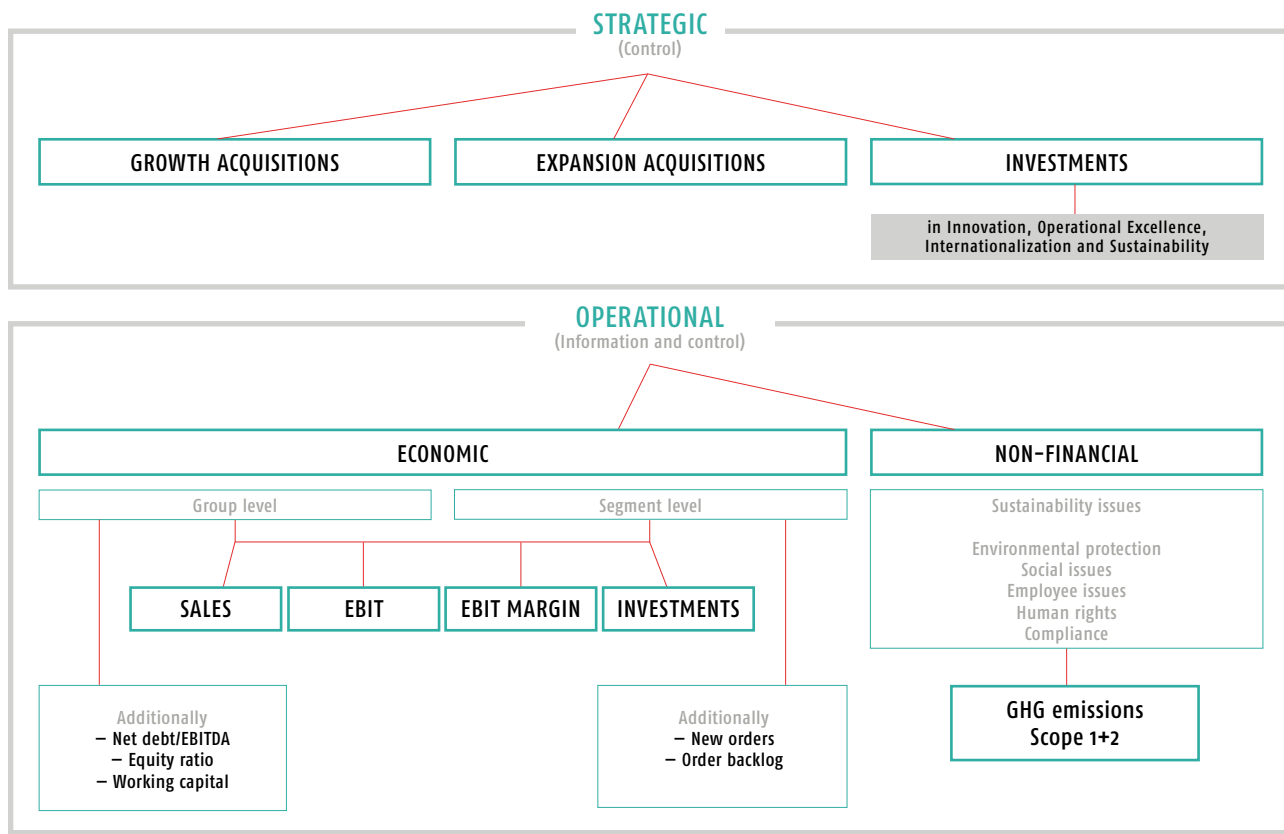 STRATEGIC
(Control)
GROWTH ACQUISITIONS
EXPANSION ACQUISITIONS
INVESTMENTS
in Innovation, Operational Excellence,
Internationalization and Sustainability
OPERATIONAL
(Information and control)
ECONOMIC
NON-FINANCIAL
Group level
Segment level
Sustainability issues
Environmental protection
Social issues
Employee issues
Human rights
Compliance
SALES
EBIT
EBIT MARGIN
INVESTMENTS
Additionally
– Net debt/EBITDA
– Equity ratio
– Working capital
Additionally
– New orders
– Order backlog
GHG emissions
Scope 1+2